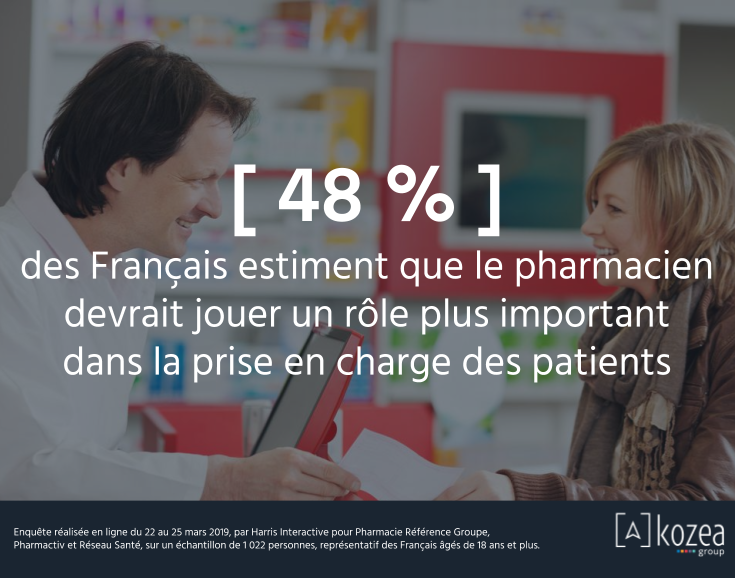 [ 48 % ]
des Français estiment que le pharmacien
devrait jouer un rôle plus important
dans la prise en charge des patients
Enquête réalisée en ligne du 22 au 25 mars 2019, par Harris Interactive pour Pharmacie Référence Groupe,
Pharmactiv et Réseau Santé, sur un échantillon de 1 022 personnes, représentatif des Français âgés de 18 ans et plus.
[A] kozea
group